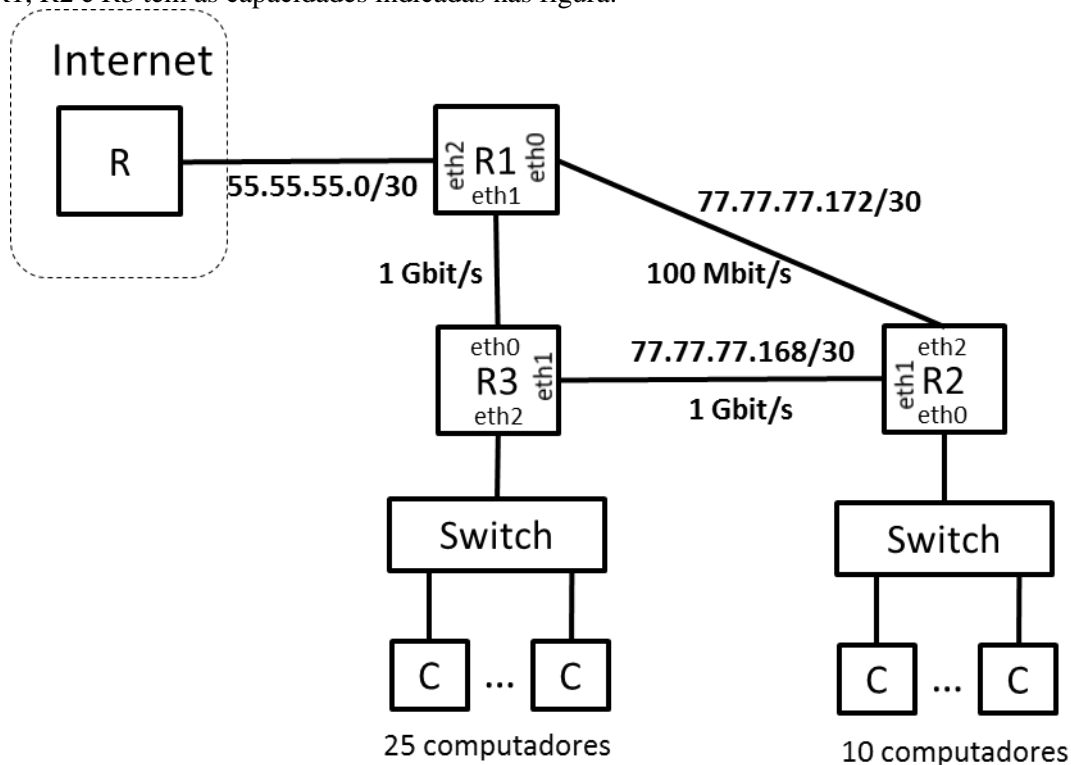 R1, R2 e R3 têm as capacidades indicadas nas figura.
Internet
R
55.55.55.0/30
eth2
R1
eth0
eth1
77.77.77.172/30
1 Gbit/s
100 Mbit/s
eth0
R3
eth1
eth2
77.77.77.168/30
1 Gbit/s
eth2
eth1
R2
eth0
Switch
Switch
C ... C
C ... C
25 computadores
10 computadores